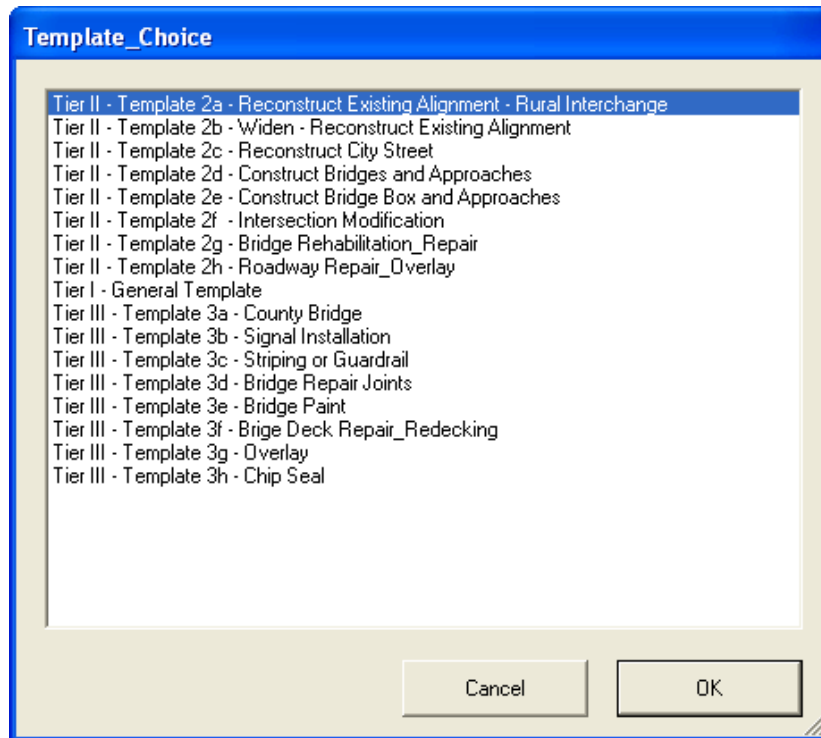 Template_Choice
Tier II - Template 2a - Reconstruct Existing Alignment - Rural Interchange
Tier II - Template 2b - Widen - Reconstruct Existing Alignment
Tier II - Template 2c - Reconstruct City Street
Tier II - Template 2d - Construct Bridges and Approaches
Tier II - Template 2e - Construct Bridge Box and Approaches
Tier II - Template 2f - Intersection Modification
Tier II - Template 2g - Bridge Rehabilitation_Repair
Tier II - Template 2h - Roadway Repair_Overlay
Tier I - General Template
Tier III - Template 3a - County Bridge
Tier III - Template 3b - Signal Installation
Tier III - Template 3c - Striping or Guardrail
Tier III - Template 3d - Bridge Repair Joints
Tier III - Template 3e - Bridge Paint
Tier III - Template 3f - Brige Deck Repair_Redecking
Tier III - Template 3g - Overlay
Tier III - Template 3h - Chip Seal
Cancel OK